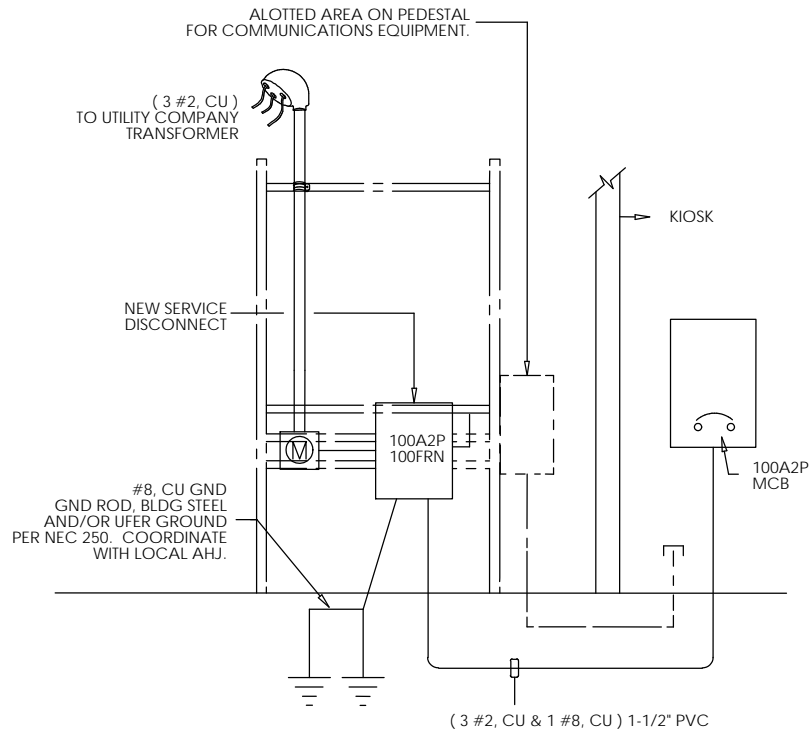 ALOTTED AREA ON PEDESTAL
FOR COMMUNICATIONS EQUIPMENT.
( 3 #2, CU )
TO UTILITY COMPANY
TRANSFORMER
KIOSK
NEW SERVICE
DISCONNECT
100A2P
100FRN
M
100A2P
MCB
#8, CU GND
GND ROD, BLDG STEEL
AND/OR UFER GROUND
PER NEC 250. COORDINATE
WITH LOCAL AHJ.
( 3 #2, CU & 1 #8, CU ) 1-1/2" PVC